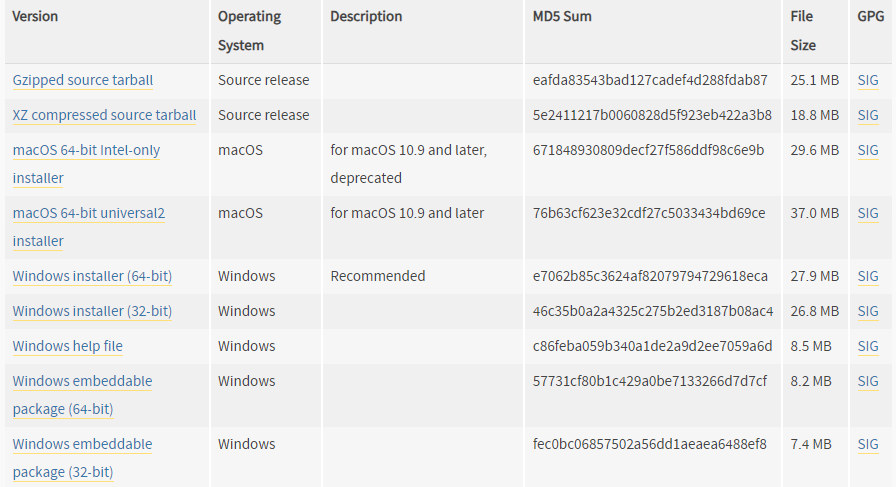 Version Operating Description MD5 Sum File GPG
System Size
Gzipped source tarball Source release eafda83543bad127cadef4d288fdab87 25.1 MB SIG
XZ compressed source tarball Source release 5e2411217b0060828d5f923eb422a3b8 18.8 MB SIG
macOS 64-bit Intel-only macOS for macOS 10.9 and later, 671848930809decf27f586ddf98c6e9b 29.6 MB SIG
installer deprecated
macOS 64-bit universal2 macOS for macOS 10.9 and later 76b63cf623e32cdf27c5033434bd69ce 37.0 MB SIG
installer
Windows installer (64-bit) Windows Recommended e7062b85c3624af82079794729618eca 27.9 MB SIG
Windows installer (32-bit) Windows 46c35b0a2a4325c275b2ed3187b08ac4 26.8 MB SIG
Windows help file Windows c86feba059b340a1de2a9d2ee7059a6d 8.5 MB SIG
Windows embeddable Windows 57731cf80b1c429a0be7133266d7d7cf 8.2 MB SIG
package (64-bit)
Windows embeddable Windows fec0bc06857502a56dd1aeaea6488ef8 7.4 MB SIG
package (32-bit)